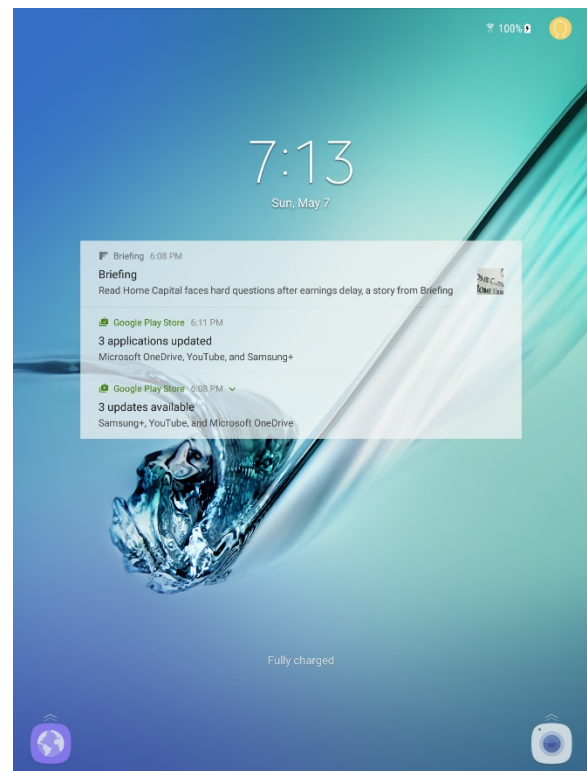 100%
7:13
Sun, May 7
Briefing 6:08 PM
Briefing
Read Home Capital faces hard questions after earnings delay, a story from Briefing
Google Play Store 6:11 PM
3 applications updated
Microsoft OneDrive, YouTube, and Samsung+
Google Play Store 6:08 PM
3 updates available
Samsung+, YouTube, and Microsoft OneDrive
Fully charged